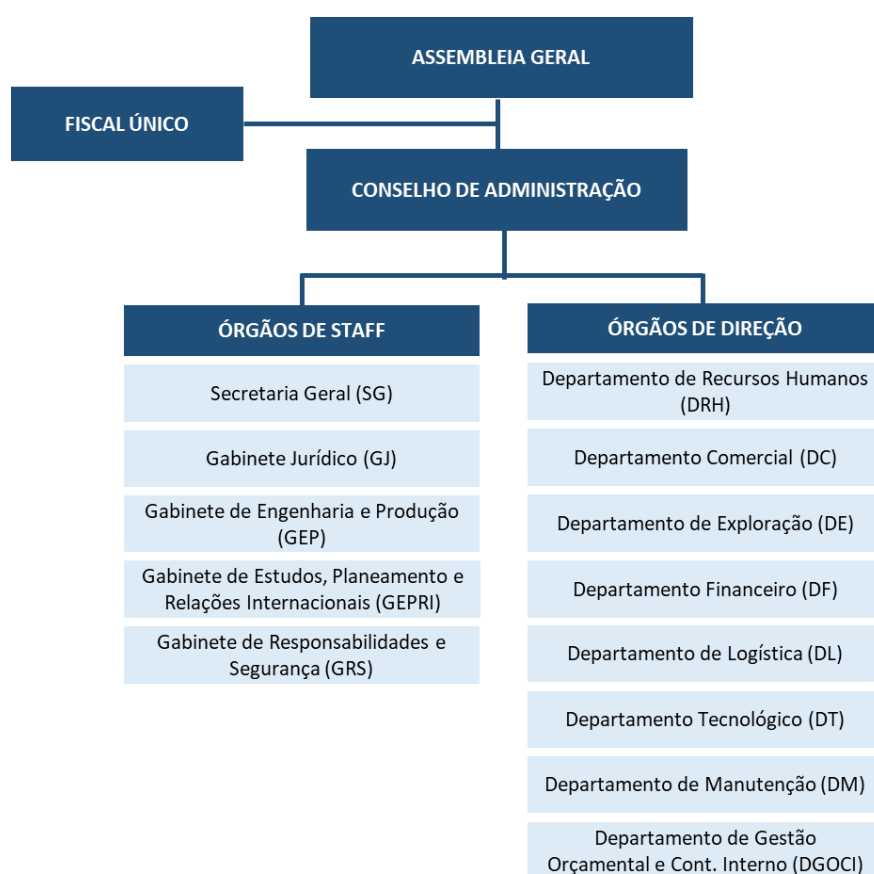 ASSEMBLEIA GERAL
FISCAL ÚNICO
CONSELHO DE ADMINISTRAÇÃO
ÓRGÃOS DE STAFF
Secretaria Geral (SG)
Gabinete Jurídico (GJ)
Gabinete de Engenharia e Produção
(GEP)
Gabinete de Estudos, Planeamento e
Relações Internacionais (GEPRI)
Gabinete de Responsabilidades e
Segurança (GRS)
ÓRGÃOS DE DIREÇÃO
Departamento de Recursos Humanos
(DRH)
Departamento Comercial (DC)
Departamento de Exploração (DE)
Departamento Financeiro (DF)
Departamento de Logística (DL)
Departamento Tecnológico (DT)
Departamento de Manutenção (DM)
Departamento de Gestão
Orçamental e Cont. Interno (DGOCI)